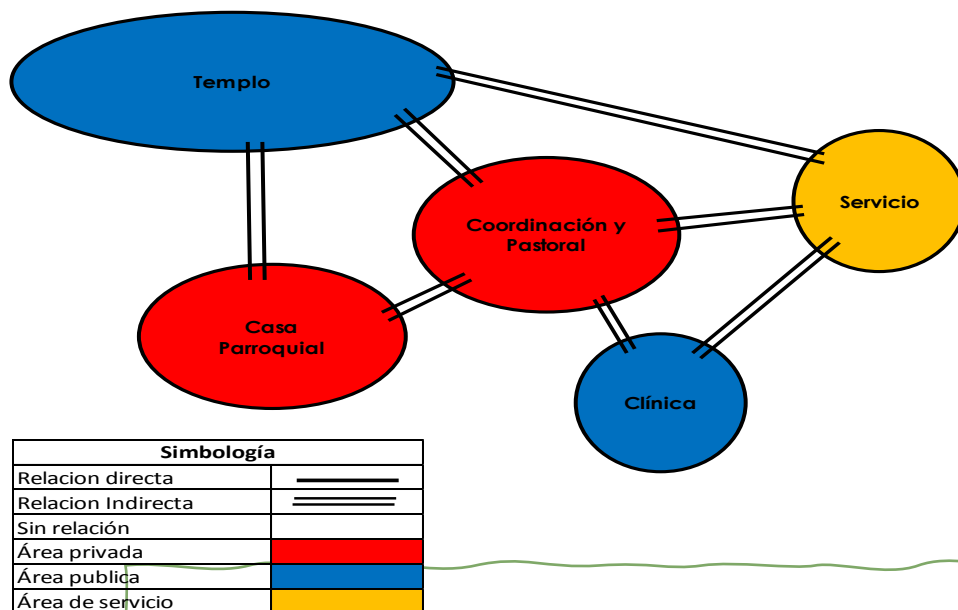 Templo
Servicio
Coordinación y
Pastoral
Casa
Parroquial
Clínica
Simbología
Relacion directa
Relacion Indirecta
Sin relación
Área privada
Área publica
Área de servicio